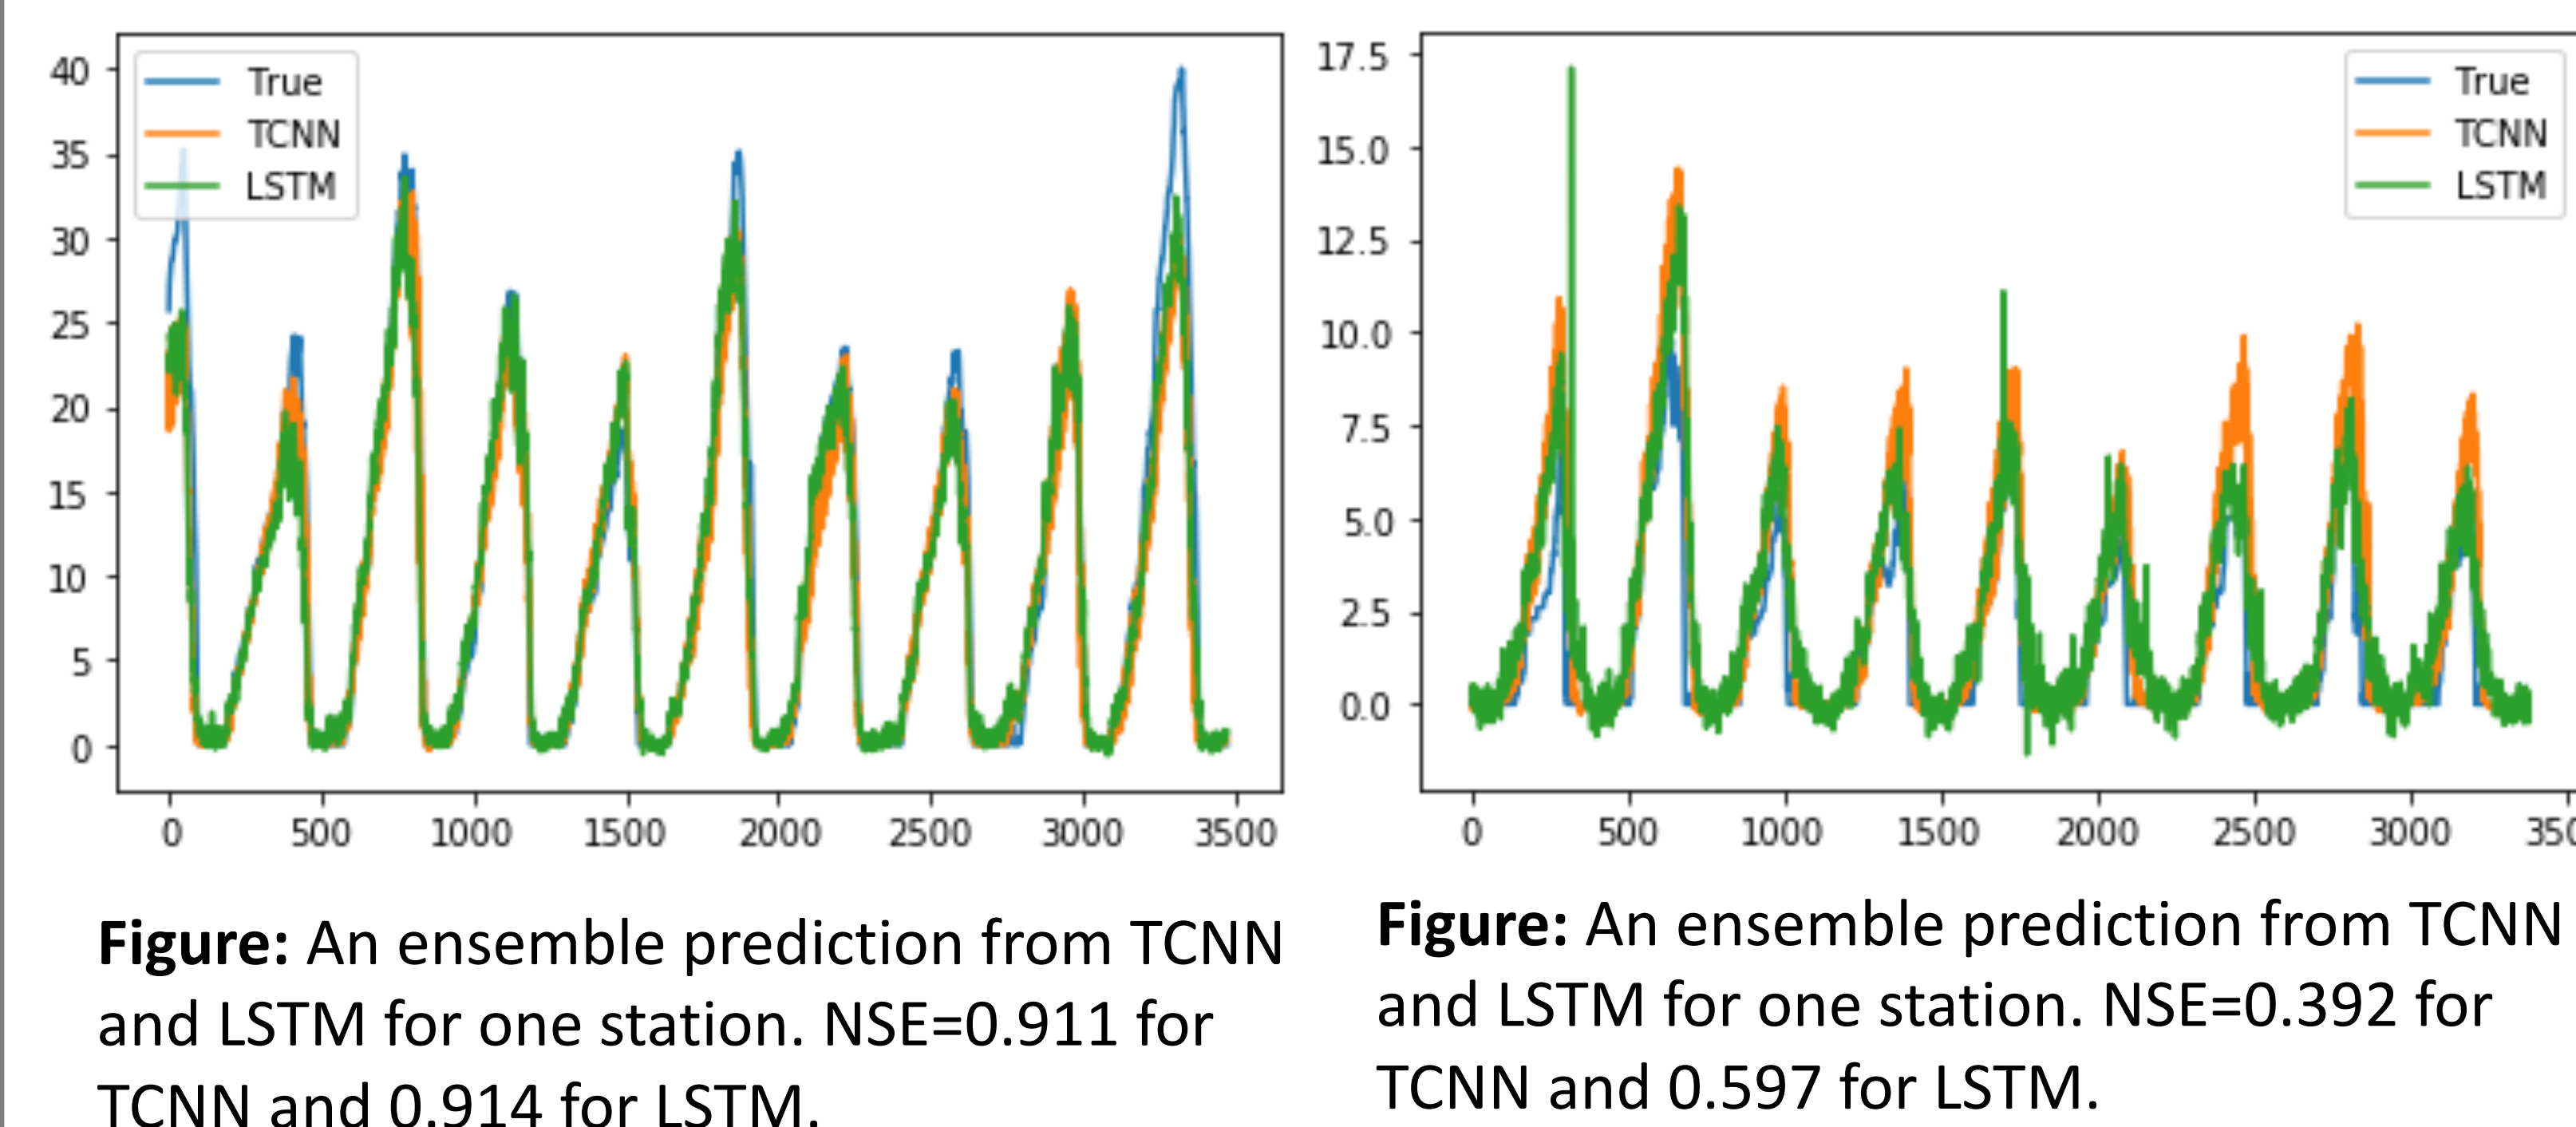 40
35
30
25
20
15
10
5
0
True
TCNN
LSTM
0 500 1000 1500 2000 2500 3000 3500
17.5
15.0
12.5
10.0
7.5
5.0
2.5
0.0
True
TCNN
LSTM
0 500 1000 1500 2000 2500 3000
Figure: An ensemble prediction from TCNN
and LSTM for one station. NSE=0.911 for
TCNN and 0.914 for LSTM.
Figure: An ensemble prediction from TCNN
and LSTM for one station. NSE=0.392 for
TCNN and 0.597 for LSTM.